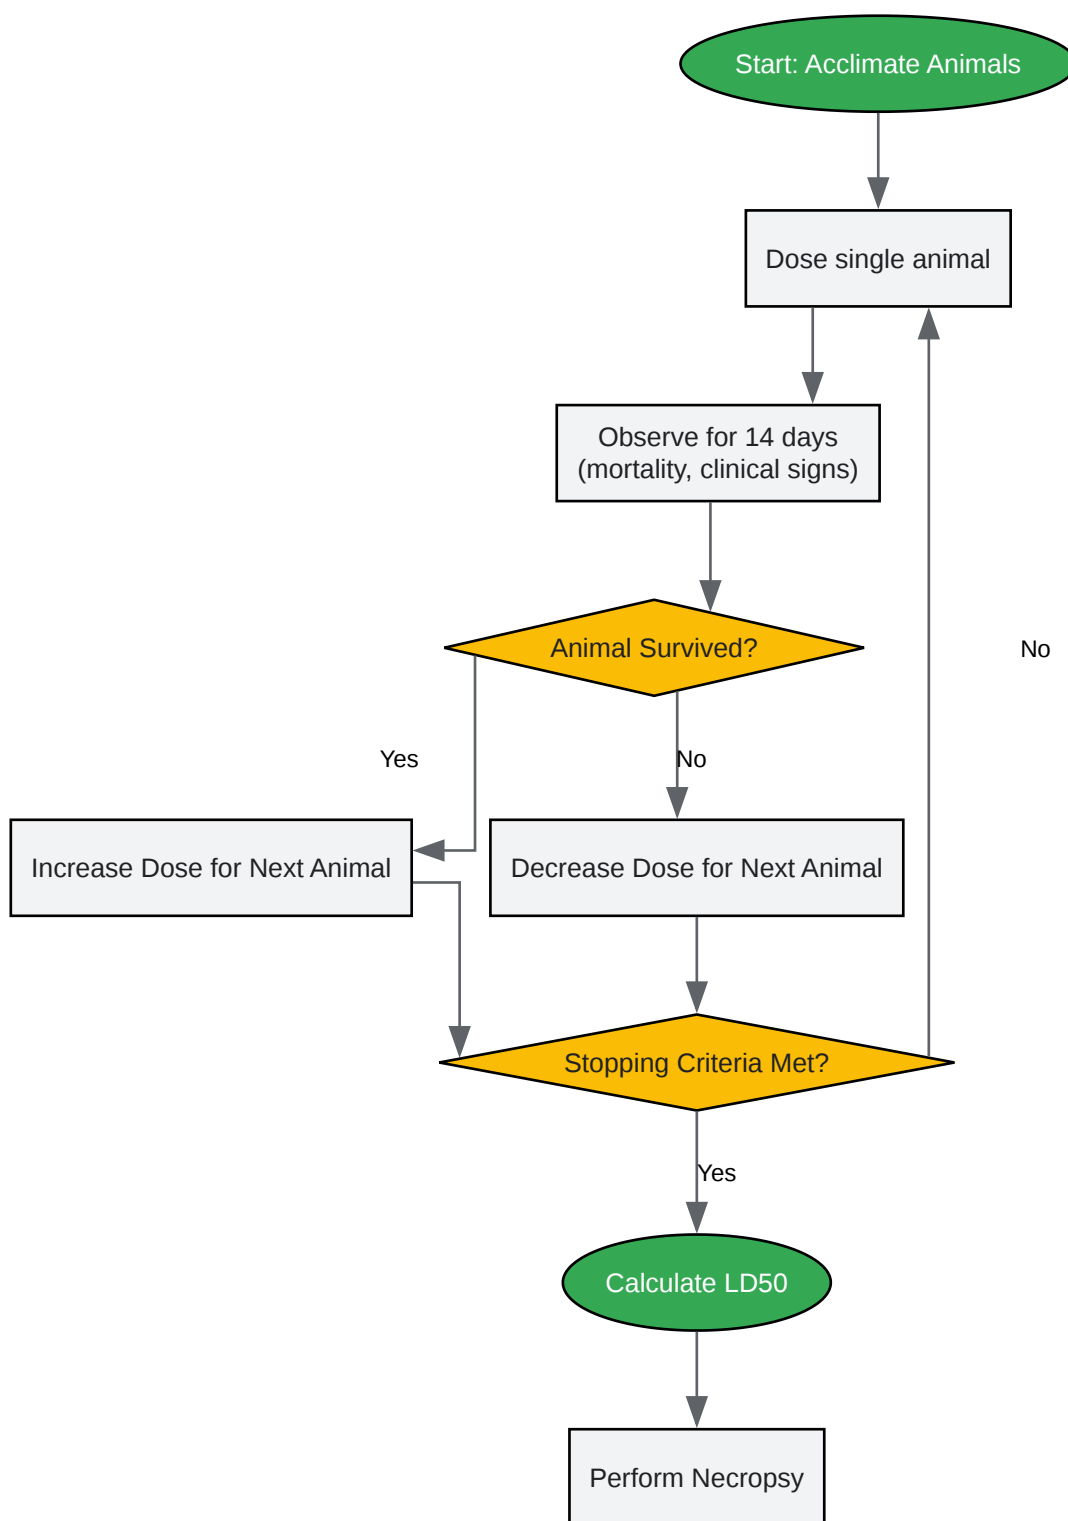 Start: Acclimate Animals
Dose single animal
Observe for 14 days
(mortality, clinical signs)
Animal Survived?
No
Yes
No
Increase Dose for Next Animal
Decrease Dose for Next Animal
Stopping Criteria Met?
Yes
Calculate LD50
Perform Necropsy